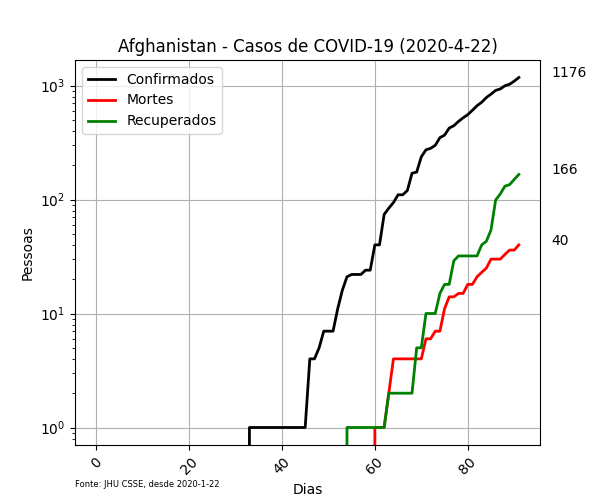 Afghanistan - Casos de COVID-19 (2020-4-22)
Confirmados
Mortes
Recuperados
1176
166
40
10³
10²
10¹
10⁰
Pessoas
0
20
40
60
80
Dias
Fonte: JHU CSSE, desde 2020-1-22